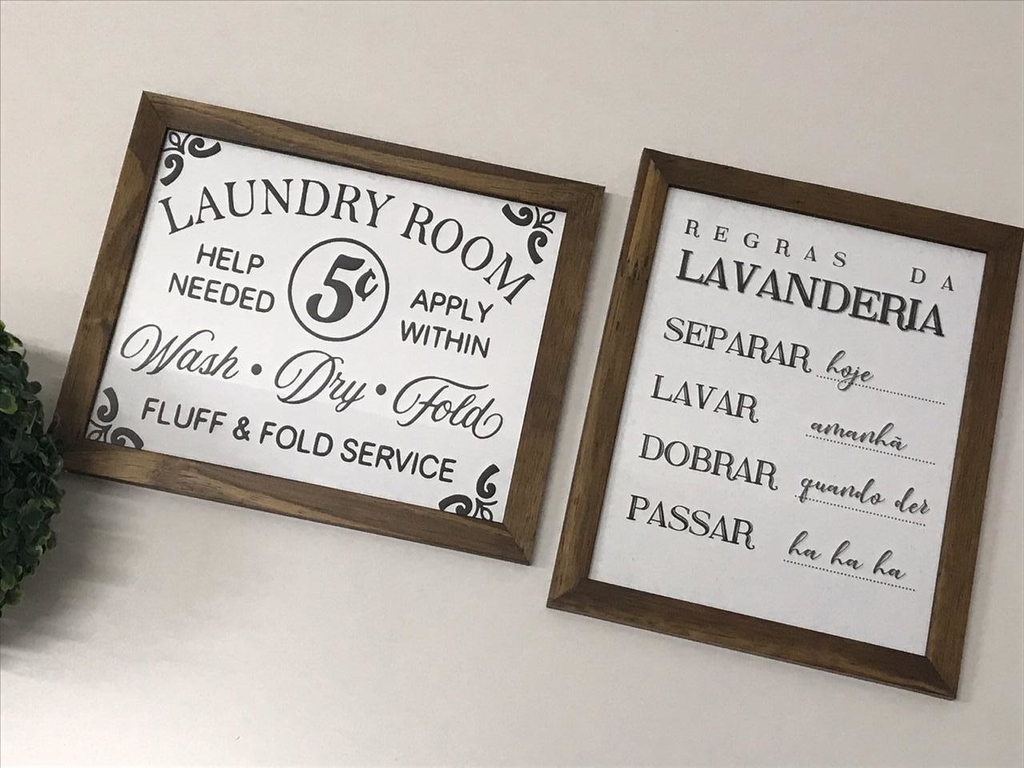 LAUNDRY ROOM
HELP NEEDED
5¢
APPLY WITHIN
Wash • Dry • Fold
FLUFF & FOLD SERVICE
REGRAS DA
LAVANDERIA
SEPARAR hoje
LAVAR amanhã
DOBRAR quando der
PASSAR ha ha ha